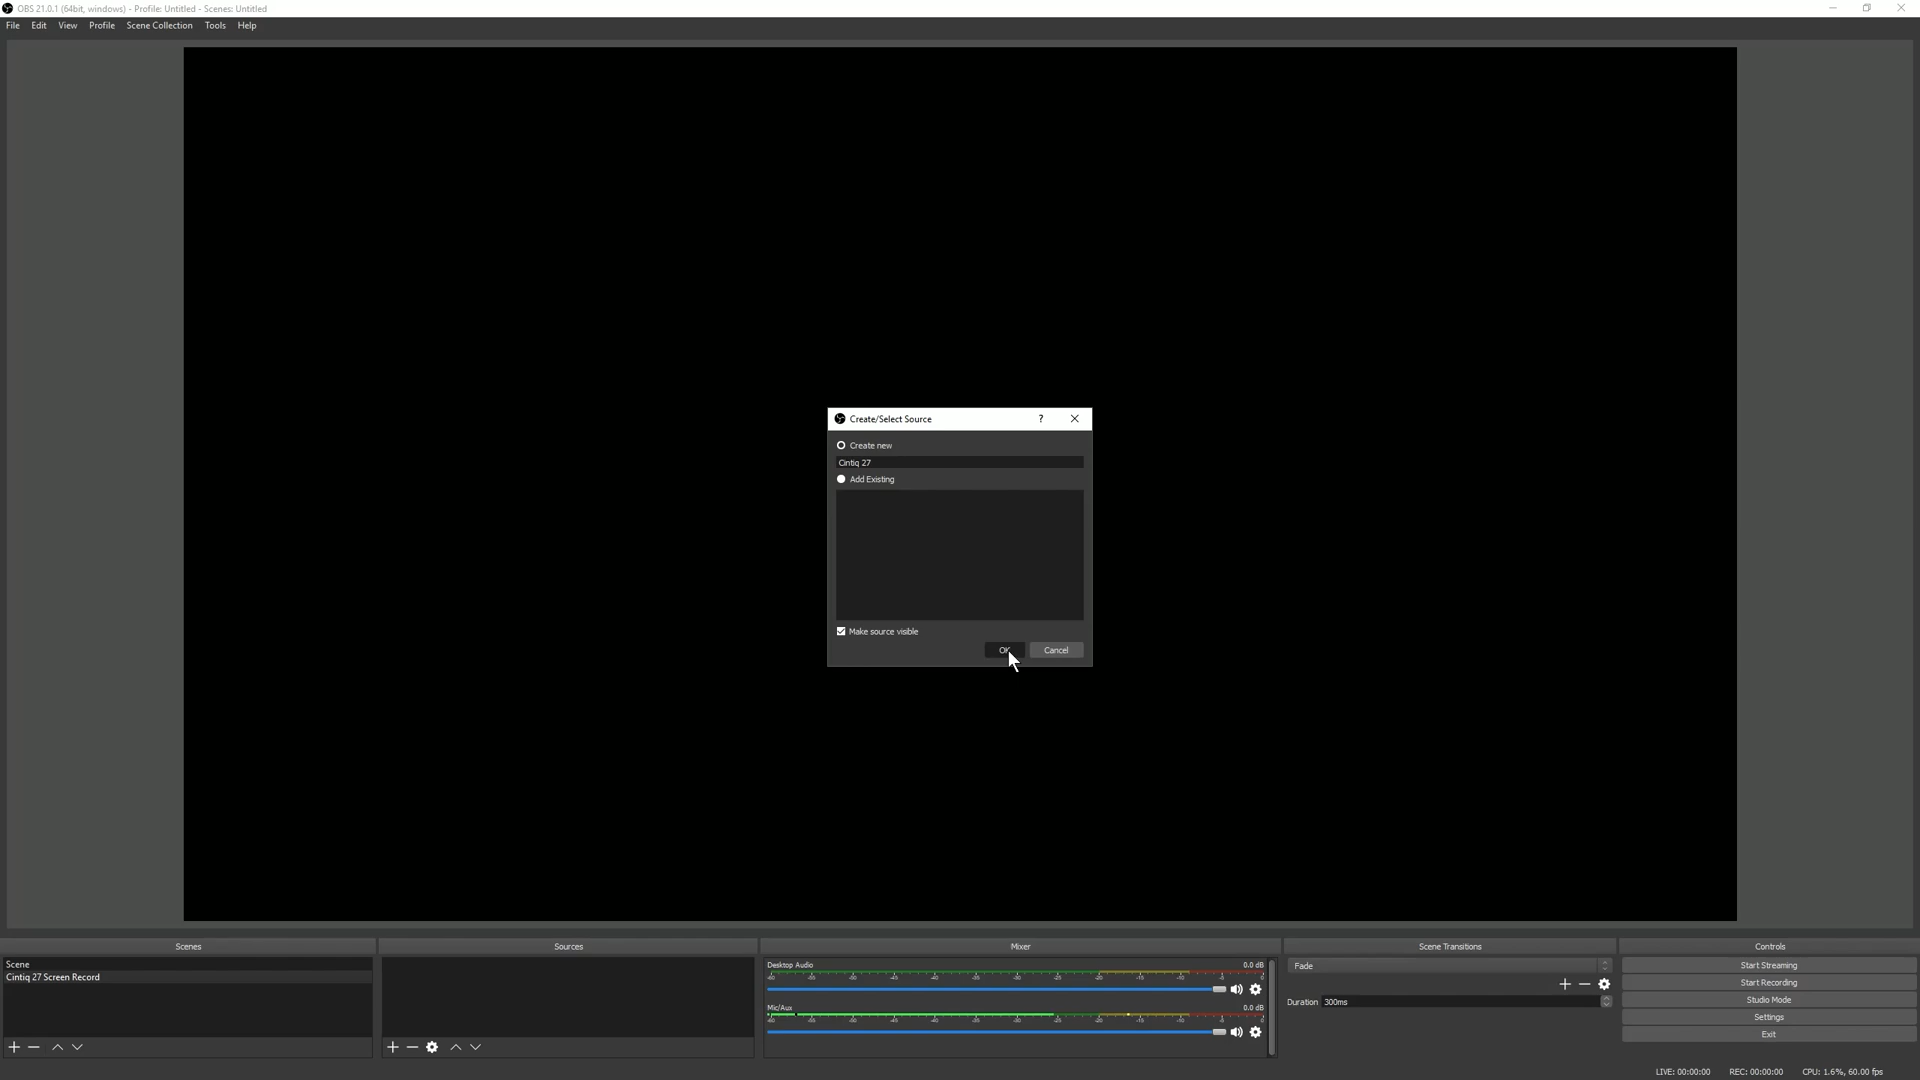 OBS 21.0.1 (64bit, windows) - Profile: Untitled - Scenes: Untitled
File Edit View Profile Scene Collection Tools Help
Create/Select Source ?
Create new
Cintiq 27
Add Existing
Make source visible
OK Cancel
Scenes Sources Mixer Scene Transitions Controls
Scene
Cintiq 27 Screen Record
Desktop Audio 0.0 dB
Mic/Aux 0.0 dB
Fade
Duration 300ms
Start Streaming
Start Recording
Studio Mode
Settings
Exit
LIVE: 00:00:00 REC: 00:00:00 CPU: 1.6%, 60.00 fps